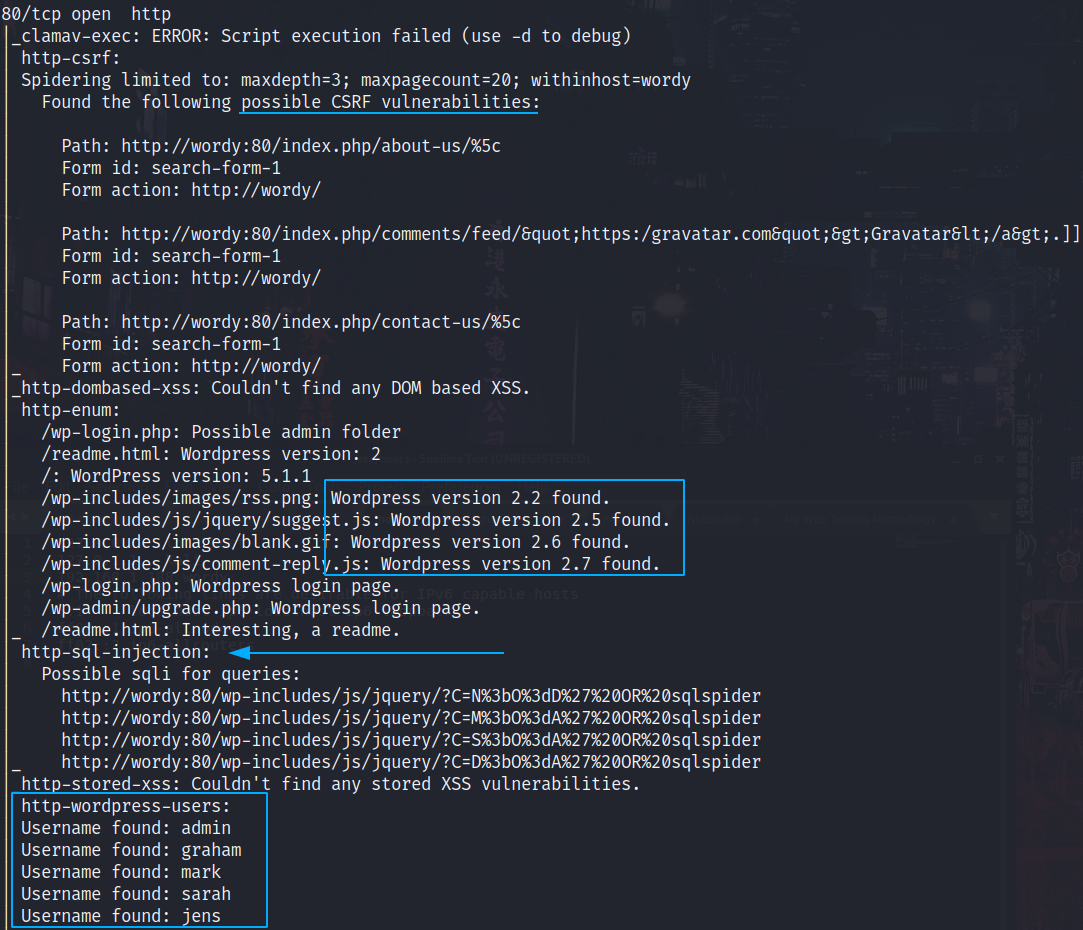 80/tcp open  http
|_clamav-exec: ERROR: Script execution failed (use -d to debug)
| http-csrf:
| Spidering limited to: maxdepth=3; maxpagecount=20; withinhost=wordy
|   Found the following possible CSRF vulnerabilities:
|
|     Path: http://wordy:80/index.php/about-us/%5c
|     Form id: search-form-1
|     Form action: http://wordy/
|
|     Path: http://wordy:80/index.php/comments/feed/&quot;https:/gravatar.com&quot;&gt;Gravatar&lt;/a&gt;.]]
|     Form id: search-form-1
|     Form action: http://wordy/
|
|     Path: http://wordy:80/index.php/contact-us/%5c
|     Form id: search-form-1
|_    Form action: http://wordy/
|_http-dombased-xss: Couldn't find any DOM based XSS.
| http-enum:
|   /wp-login.php: Possible admin folder
|   /readme.html: Wordpress version: 2
|   /: WordPress version: 5.1.1
|   /wp-includes/images/rss.png: Wordpress version 2.2 found.
|   /wp-includes/js/jquery/suggest.js: Wordpress version 2.5 found.
|   /wp-includes/images/blank.gif: Wordpress version 2.6 found.
|   /wp-includes/js/comment-reply.js: Wordpress version 2.7 found.
|   /wp-login.php: Wordpress login page.
|   /wp-admin/upgrade.php: Wordpress login page.
|_  /readme.html: Interesting, a readme.
| http-sql-injection:
|   Possible sqli for queries:
|     http://wordy:80/wp-includes/js/jquery/?C=N%3bO%3dD%27%20OR%20sqlspider
|     http://wordy:80/wp-includes/js/jquery/?C=M%3bO%3dA%27%20OR%20sqlspider
|     http://wordy:80/wp-includes/js/jquery/?C=S%3bO%3dA%27%20OR%20sqlspider
|_    http://wordy:80/wp-includes/js/jquery/?C=D%3bO%3dA%27%20OR%20sqlspider
|_http-stored-xss: Couldn't find any stored XSS vulnerabilities.
| http-wordpress-users:
| Username found: admin
| Username found: graham
| Username found: mark
| Username found: sarah
| Username found: jens